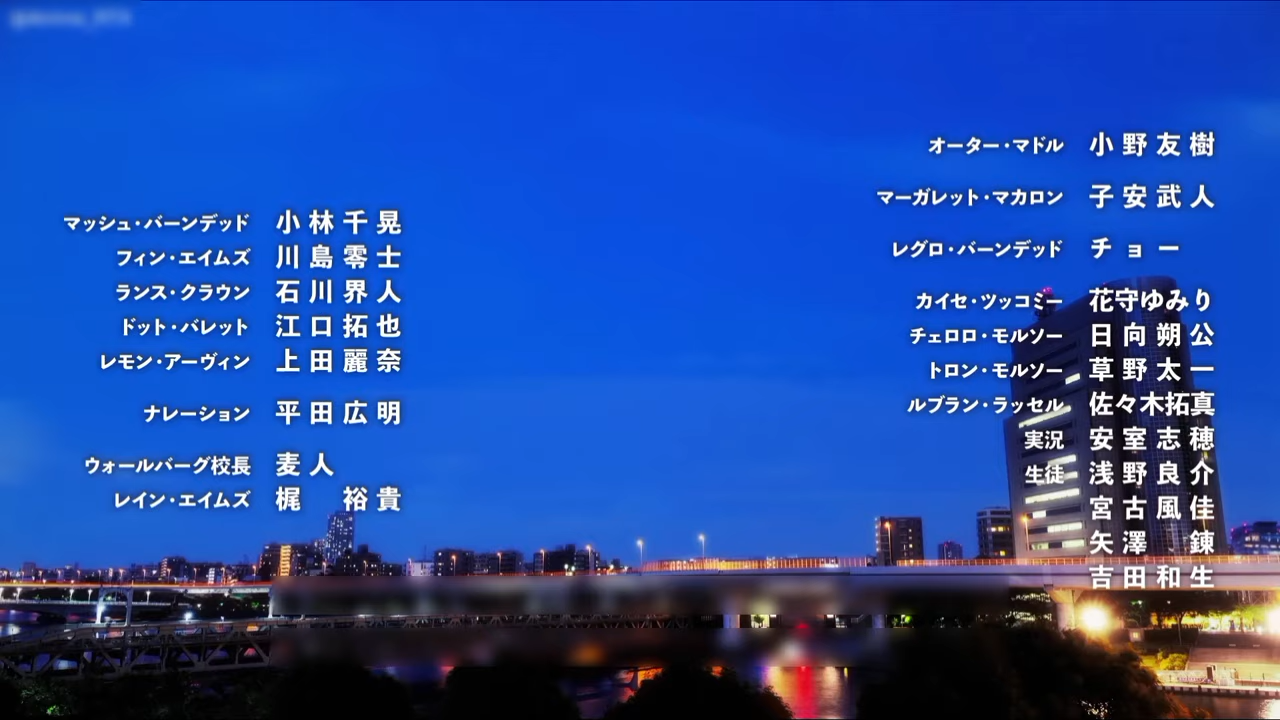 マッシュ・バーンデッド 小林千晃
フィン・エイムズ 川島零士
ランス・クラウン 石川界人
ドット・バレット 江口拓也
レモン・アーヴィン 上田麗奈
ナレーション 平田広明
ウォールバーグ校長 麦人
レイン・エイムズ 梶 裕貴
オーター・マドル 小野友樹
マーガレット・マカロン 子安武人
レグロ・バーンデッド チョー
カイセ・ツッコミー 花守ゆみり
チェロロ・モルソー 日向朔公
トロン・モルソー 草野太一
ルブラン・ラッセル 佐々木拓真
実況 安室志穂
生徒 浅野良介
宮古風佳
矢澤 錬
吉田和生